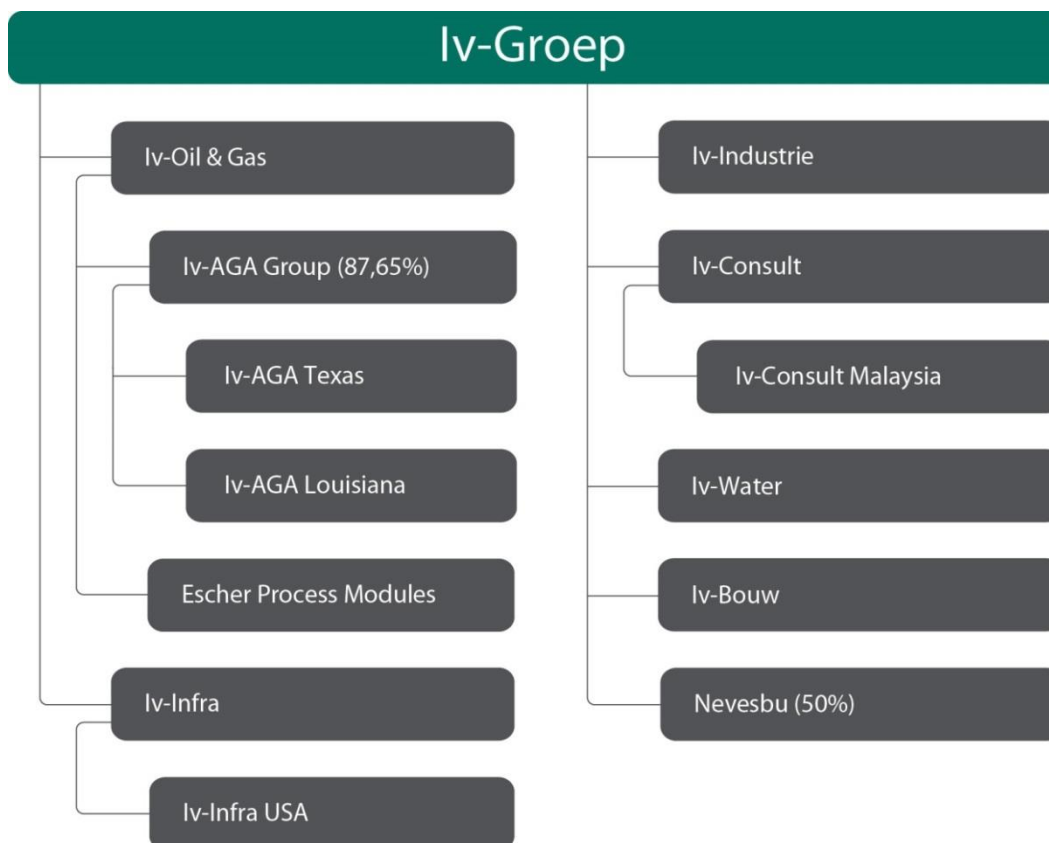 Iv-Groep
Iv-Oil & Gas
Iv-AGA Group (87,65%)
Iv-AGA Texas
Iv-AGA Louisiana
Escher Process Modules
Iv-Infra
Iv-Infra USA
Iv-Industrie
Iv-Consult
Iv-Consult Malaysia
Iv-Water
Iv-Bouw
Nevesbu (50%)